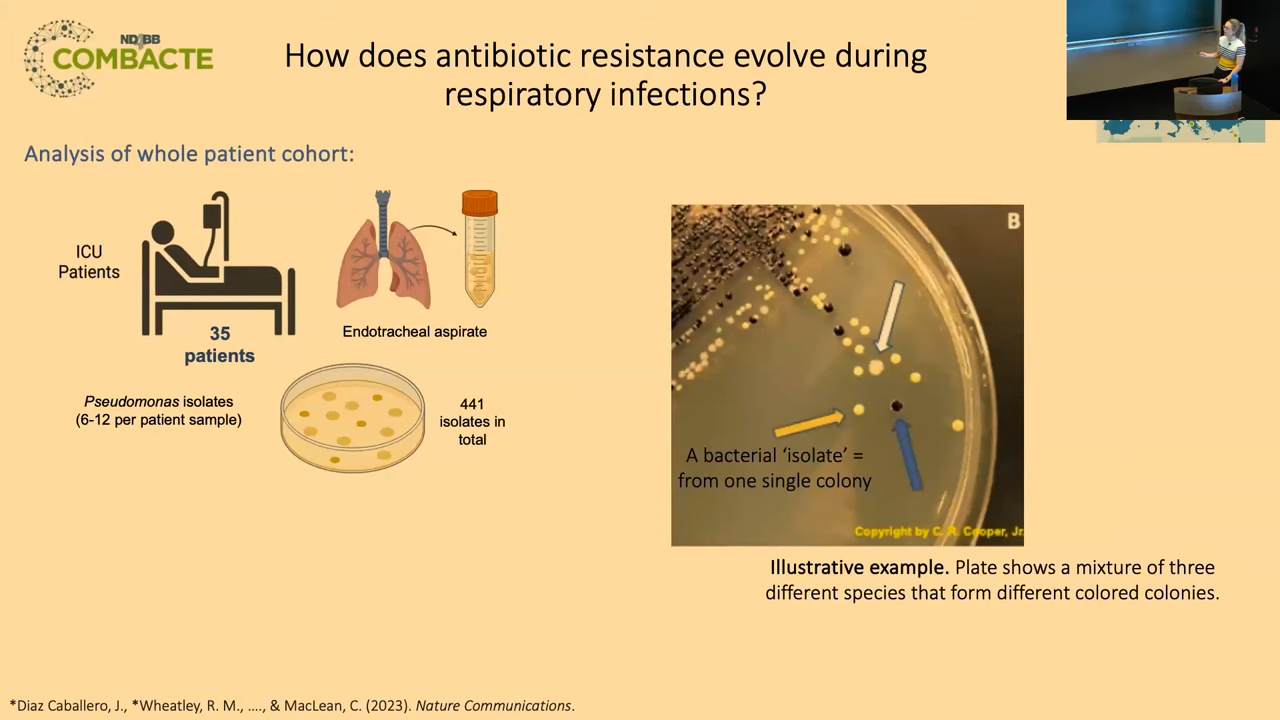 ND4BB
COMBACTE
How does antibiotic resistance evolve during
respiratory infections?
Analysis of whole patient cohort:
ICU
Patients
35
patients
Endotracheal aspirate
Pseudomonas isolates
(6-12 per patient sample)
441
isolates in
total
B
A bacterial ‘isolate’ =
from one single colony
Copyright by C. R. Cooper, Jr.
Illustrative example. Plate shows a mixture of three
different species that form different colored colonies.
*Diaz Caballero, J., *Wheatley, R. M., ...., & MacLean, C. (2023). Nature Communications.